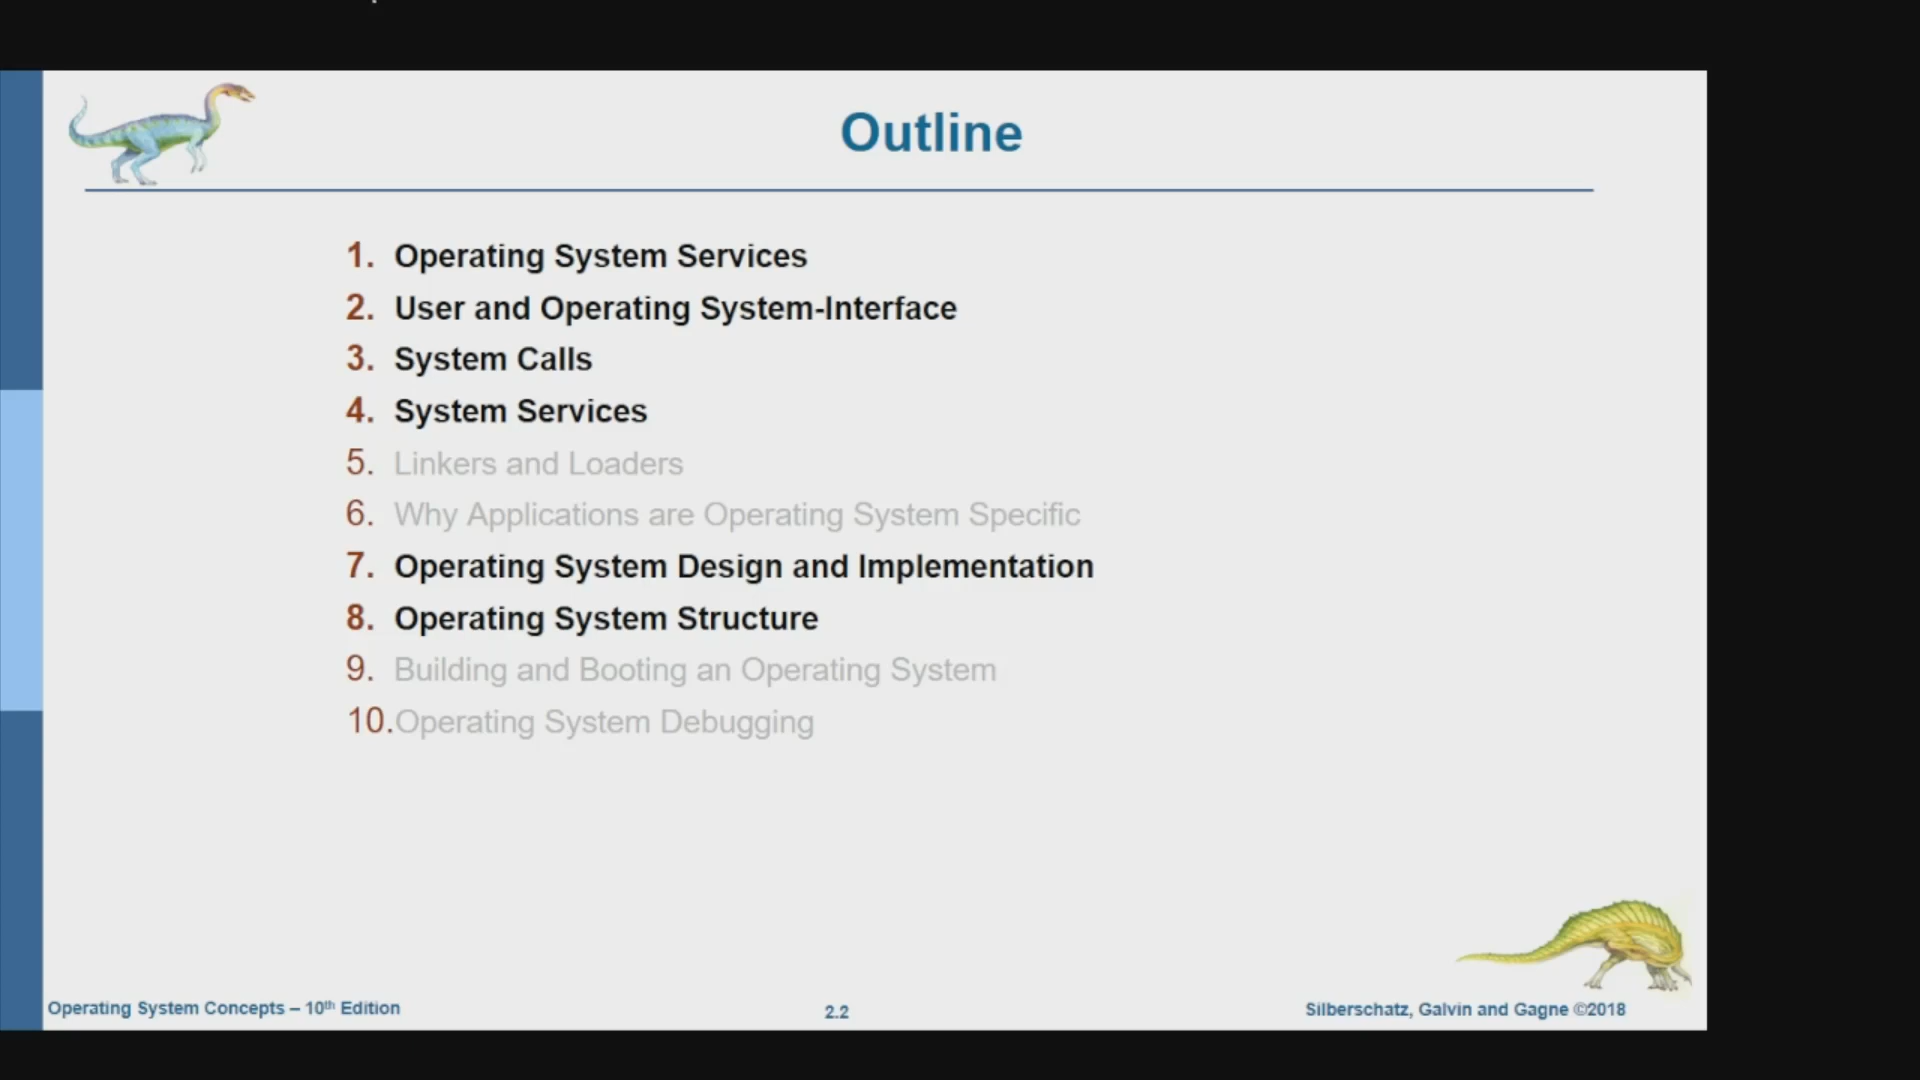 Outline
1. Operating System Services
2. User and Operating System-Interface
3. System Calls
4. System Services
5. Linkers and Loaders
6. Why Applications are Operating System Specific
7. Operating System Design and Implementation
8. Operating System Structure
9. Building and Booting an Operating System
10. Operating System Debugging
Operating System Concepts – 10th Edition
2.2
Silberschatz, Galvin and Gagne ©2018